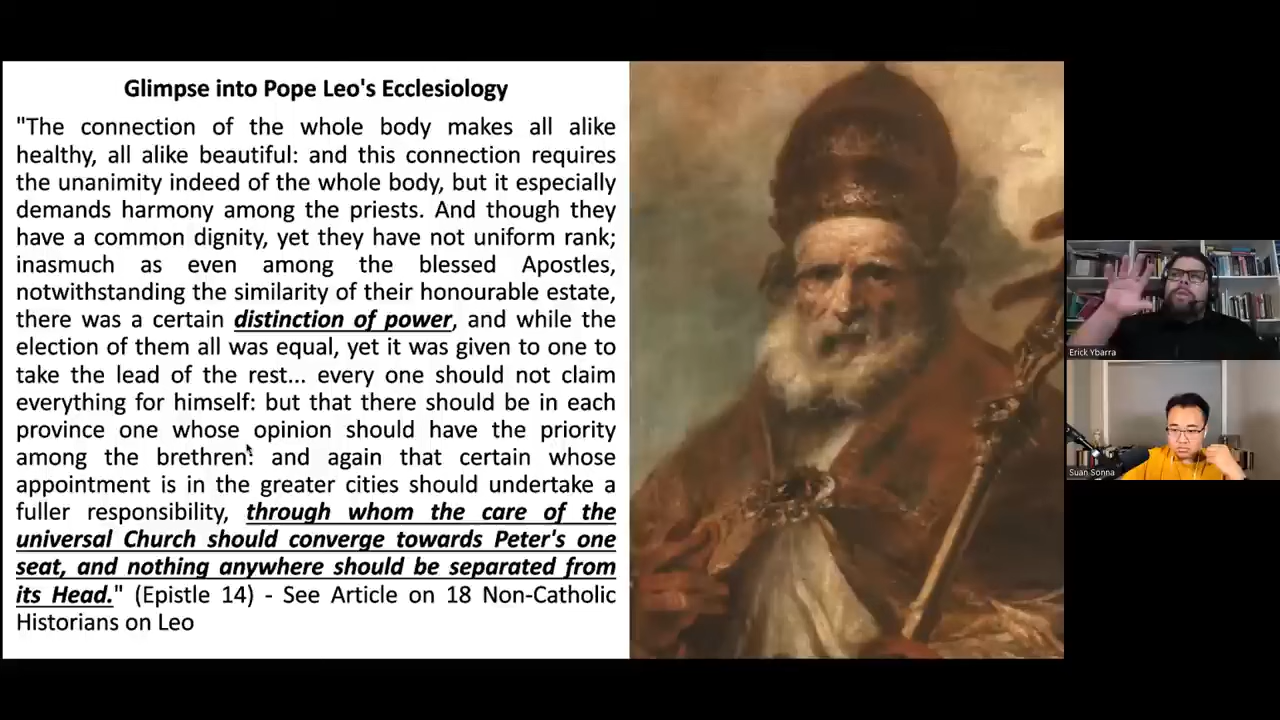 Glimpse into Pope Leo's Ecclesiology
"The connection of the whole body makes all alike
healthy, all alike beautiful: and this connection requires
the unanimity indeed of the whole body, but it especially
demands harmony among the priests. And though they
have a common dignity, yet they have not uniform rank;
inasmuch as even among the blessed Apostles,
notwithstanding the similarity of their honourable estate,
there was a certain distinction of power, and while the
election of them all was equal, yet it was given to one to
take the lead of the rest... every one should not claim
everything for himself: but that there should be in each
province one whose opinion should have the priority
among the brethren: and again that certain whose
appointment is in the greater cities should undertake a
fuller responsibility, through whom the care of the
universal Church should converge towards Peter's one
seat, and nothing anywhere should be separated from
its Head." (Epistle 14) - See Article on 18 Non-Catholic
Historians on Leo
Erick Ybarra
Suan Sonna